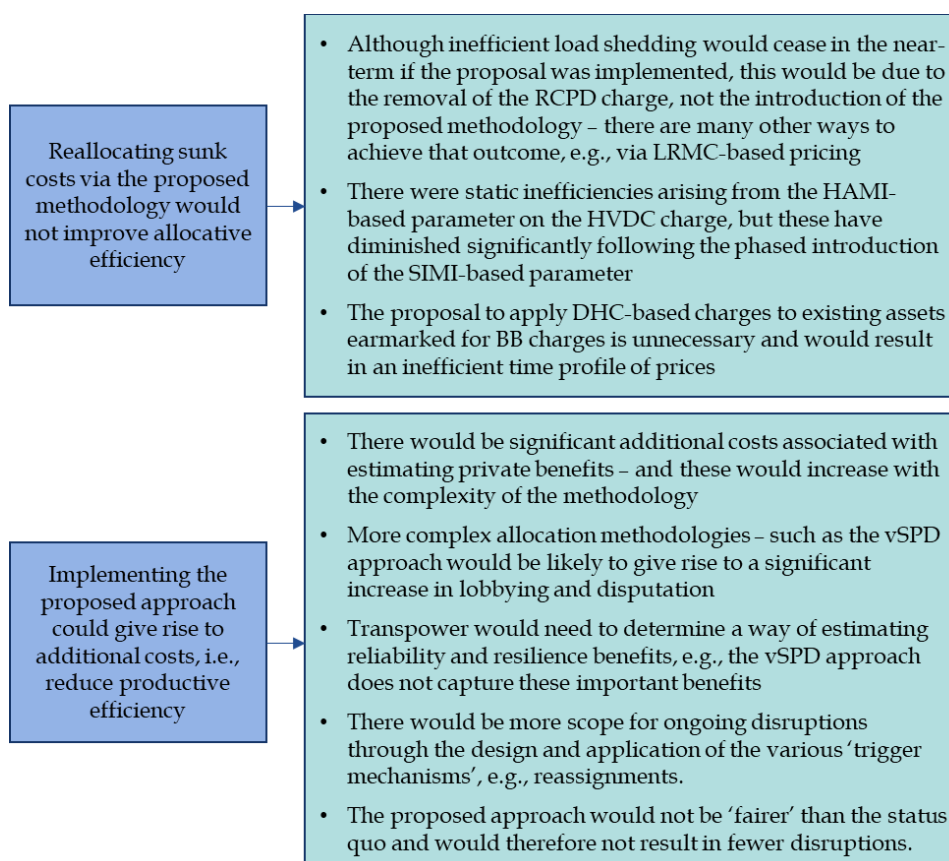 Reallocating sunk
costs via the proposed
methodology would
not improve allocative
efficiency
• Although inefficient load shedding would cease in the near-
term if the proposal was implemented, this would be due to
the removal of the RCPD charge, not the introduction of the
proposed methodology – there are many other ways to
achieve that outcome, e.g., via LRMC-based pricing
• There were static inefficiencies arising from the HAMI-
based parameter on the HVDC charge, but these have
diminished significantly following the phased introduction
of the SIMI-based parameter
• The proposal to apply DHC-based charges to existing assets
earmarked for BB charges is unnecessary and would result
in an inefficient time profile of prices
Implementing the
proposed approach
could give rise to
additional costs, i.e.,
reduce productive
efficiency
• There would be significant additional costs associated with
estimating private benefits – and these would increase with
the complexity of the methodology
• More complex allocation methodologies – such as the vSPD
approach would be likely to give rise to a significant
increase in lobbying and disputation
• Transpower would need to determine a way of estimating
reliability and resilience benefits, e.g., the vSPD approach
does not capture these important benefits
• There would be more scope for ongoing disruptions
through the design and application of the various ‘trigger
mechanisms’, e.g., reassignments.
• The proposed approach would not be ‘fairer’ than the status
quo and would therefore not result in fewer disruptions.